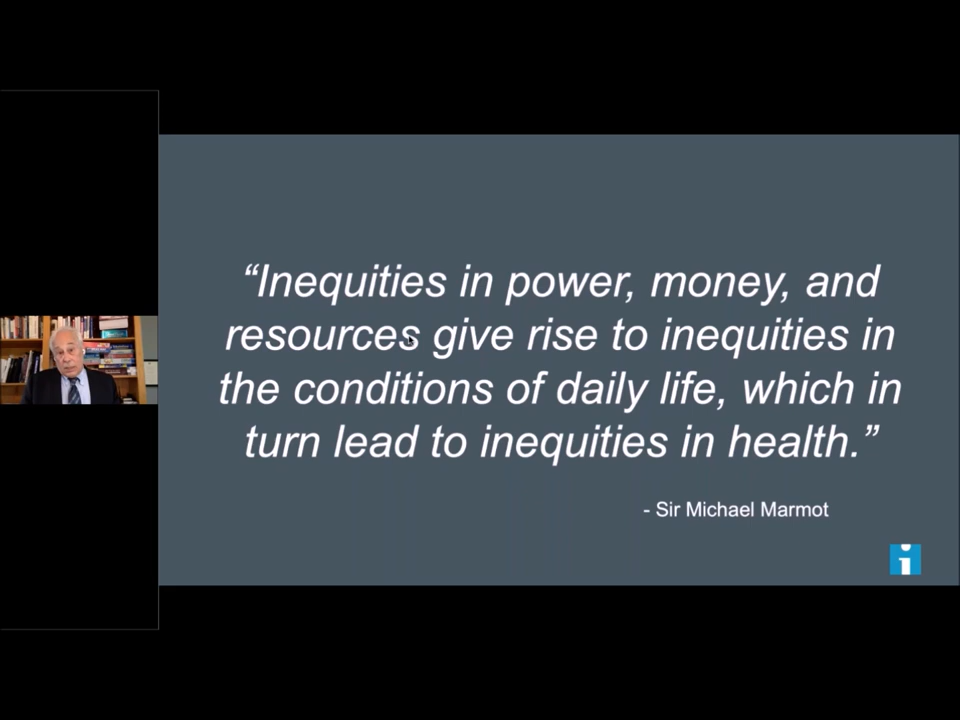 “Inequities in power, money, and
resources give rise to inequities in
the conditions of daily life, which in
turn lead to inequities in health.”
- Sir Michael Marmot
i